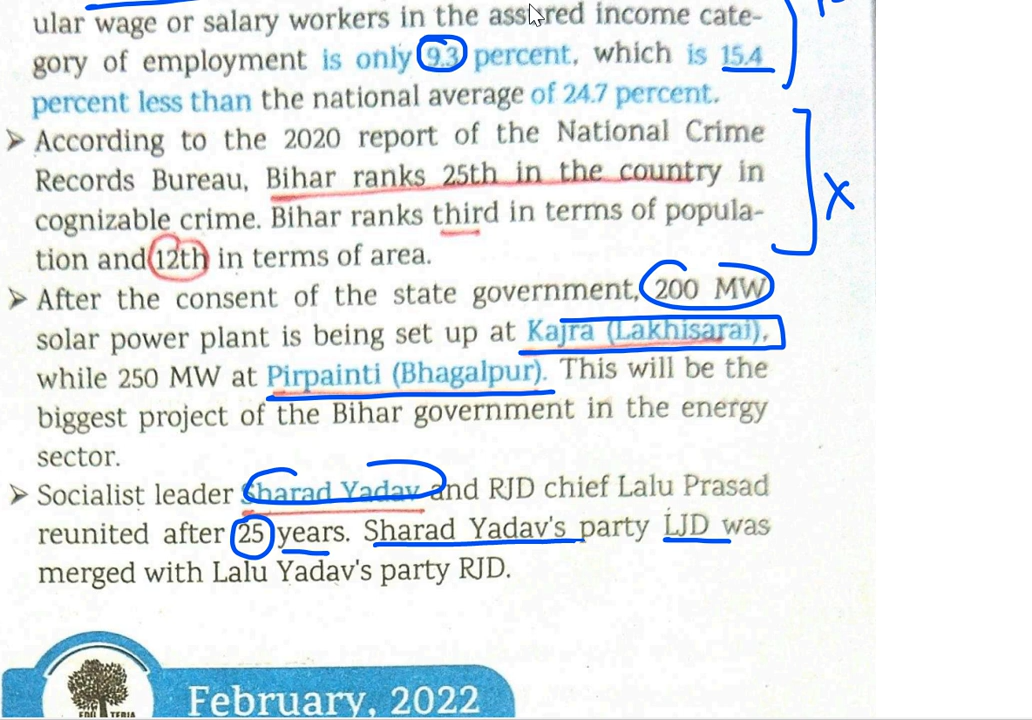 ular wage or salary workers in the assured income cate-
gory of employment is only 9.3 percent, which is 15.4
percent less than the national average of 24.7 percent.
➤ According to the 2020 report of the National Crime
Records Bureau, Bihar ranks 25th in the country in
cognizable crime. Bihar ranks third in terms of popula-
tion and 12th in terms of area.
➤ After the consent of the state government, 200 MW
solar power plant is being set up at Kajra (Lakhisarai),
while 250 MW at Pirpainti (Bhagalpur). This will be the
biggest project of the Bihar government in the energy
sector.
➤ Socialist leader Sharad Yadav and RJD chief Lalu Prasad
reunited after 25 years. Sharad Yadav's party LJD was
merged with Lalu Yadav's party RJD.
X
EDU TERIA
February, 2022